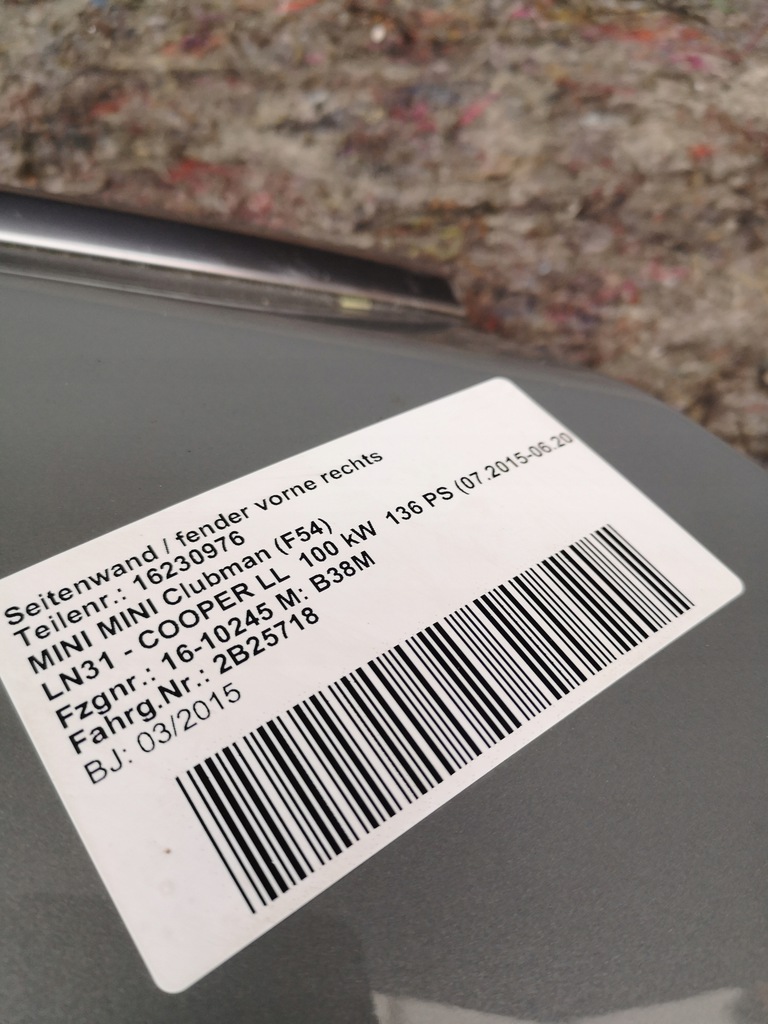 Seitenwand / fender vorne rechts
Teilenr.: 16230976
MINI MINI Clubman (F54)
LN31 - COOPER LL 100 kW 136 PS (07.2015-06.20
Fzgnr.: 16-10245 M: B38M
Fahrg.Nr.: 2B25718
BJ: 03/2015